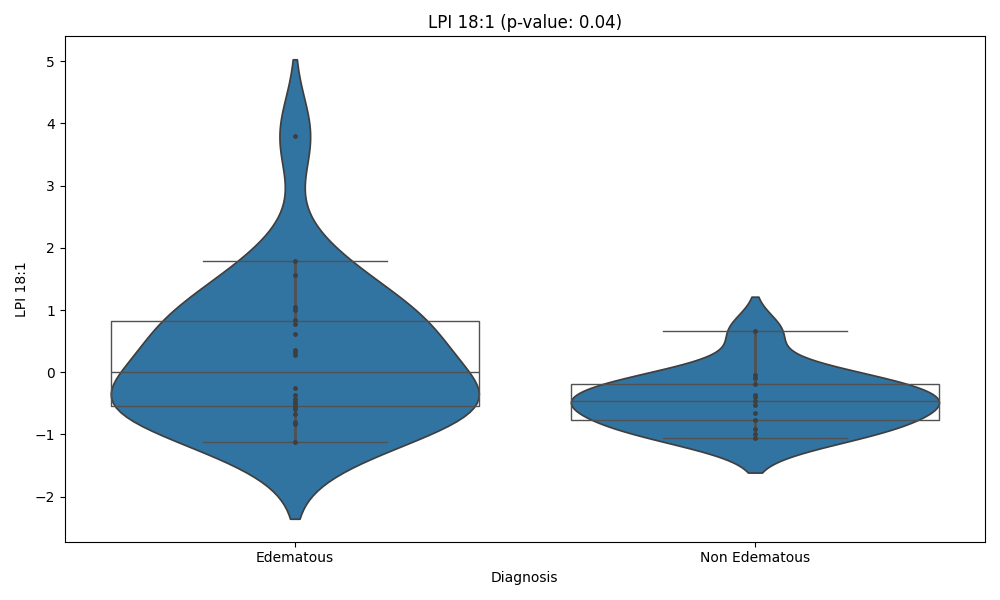 LPI 18:1 (p-value: 0.04)
LPI 18:1
5
4
3
2
1
0
−1
−2
Edematous
Non Edematous
Diagnosis